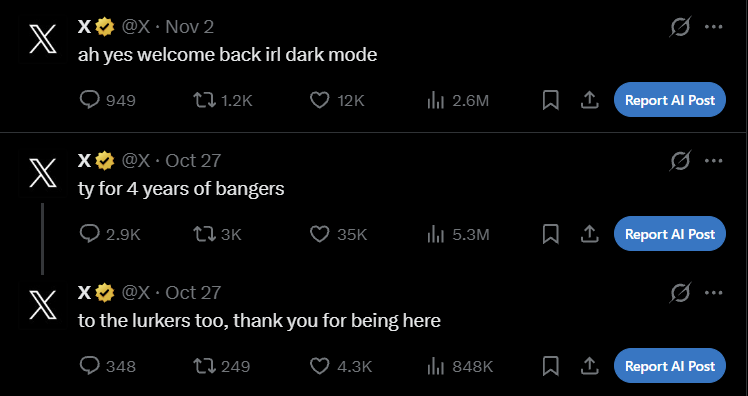 X @X · Nov 2
ah yes welcome back irl dark mode
949 1.2K 12K 2.6M Report AI Post
X @X · Oct 27
ty for 4 years of bangers
2.9K 3K 35K 5.3M Report AI Post
X @X · Oct 27
to the lurkers too, thank you for being here
348 249 4.3K 848K Report AI Post